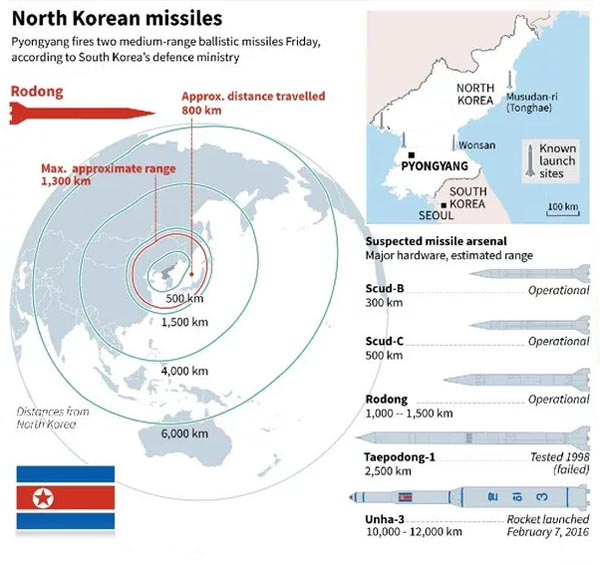 North Korean missiles
Pyongyang fires two medium-range ballistic missiles Friday,
according to South Korea's defence ministry
Rodong
Approx. distance travelled
800 km
Max. approximate range
1,300 km
500 km
1,500 km
4,000 km
6,000 km
Distances from
North Korea
NORTH
KOREA
Musudan-ri
(Tonghae)
Wonsan
PYONGYANG
SOUTH
KOREA
SEOUL
Known
launch
sites
100 km
Suspected missile arsenal
Major hardware, estimated range
Scud-B
Operational
300 km
Scud-C
Operational
500 km
Rodong
Operational
1,000 -- 1,500 km
Taepodong-1
Tested 1998
2,500 km
(failed)
Unha-3
Rocket launched
10,000 - 12,000 km
February 7, 2016